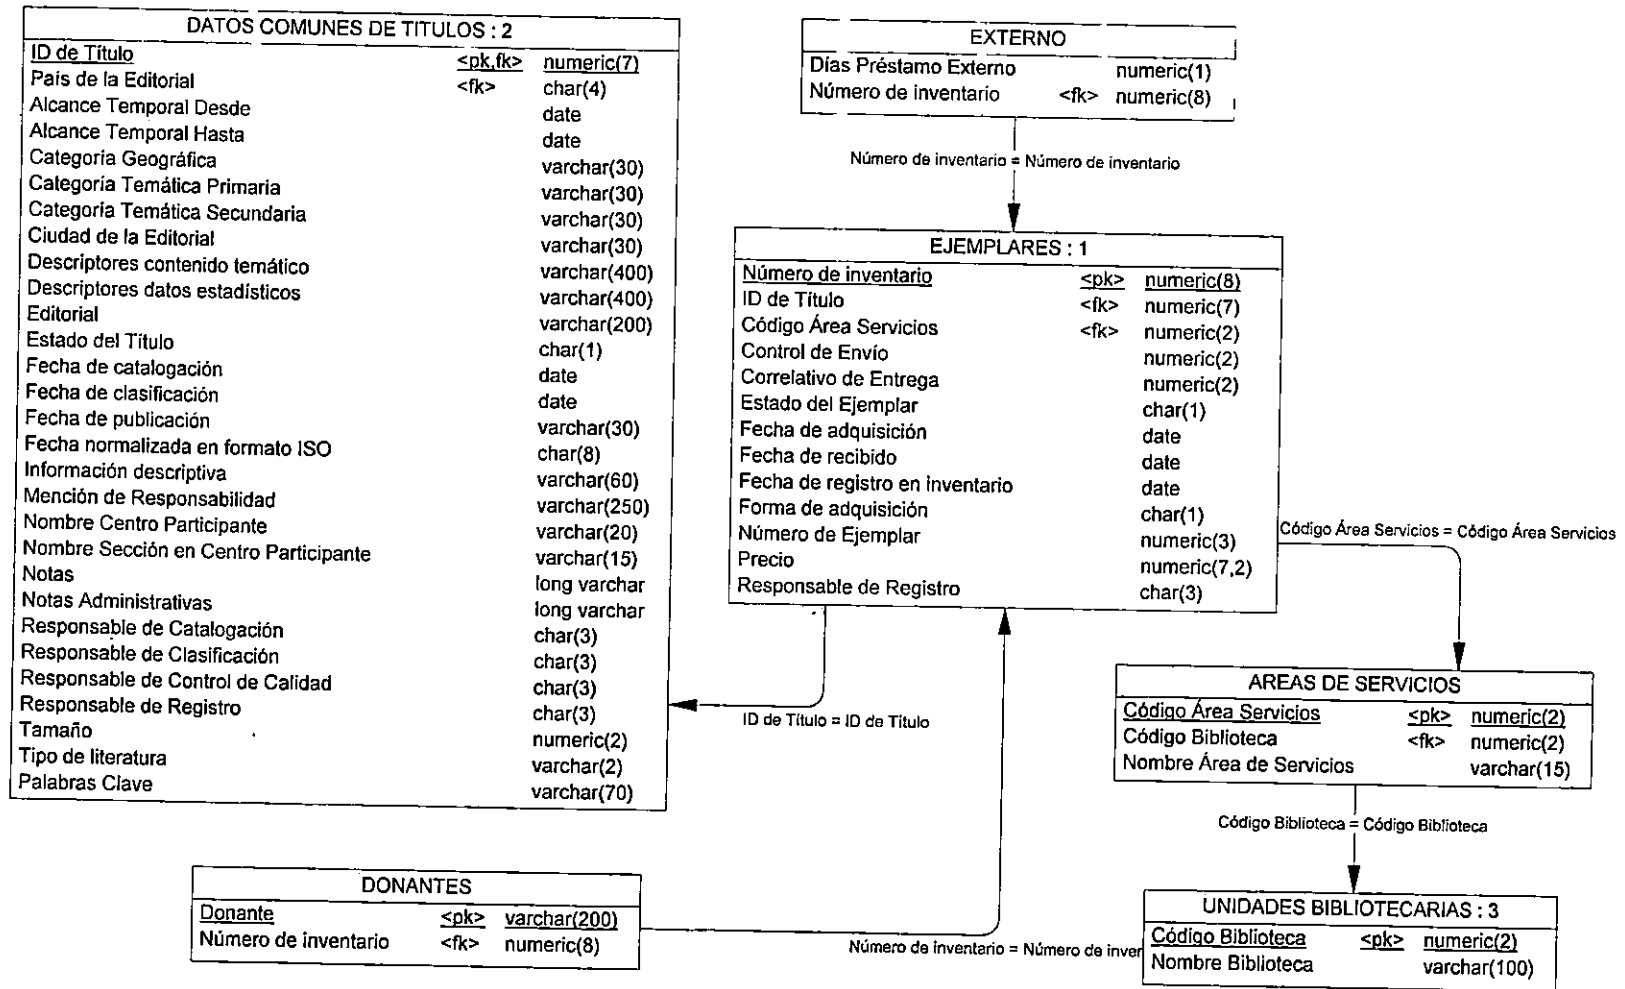 DATOS COMUNES DE TITULOS : 2
ID de Título <pk,fk> numeric(7)
País de la Editorial <fk> char(4)
Alcance Temporal Desde date
Alcance Temporal Hasta date
Categoría Geográfica varchar(30)
Categoría Temática Primaria varchar(30)
Categoría Temática Secundaria varchar(30)
Ciudad de la Editorial varchar(30)
Descriptores contenido temático varchar(400)
Descriptores datos estadísticos varchar(400)
Editorial varchar(200)
Estado del Título char(1)
Fecha de catalogación date
Fecha de clasificación date
Fecha de publicación varchar(30)
Fecha normalizada en formato ISO char(8)
Información descriptiva varchar(60)
Mención de Responsabilidad varchar(250)
Nombre Centro Participante varchar(20)
Nombre Sección en Centro Participante varchar(15)
Notas long varchar
Notas Administrativas long varchar
Responsable de Catalogación char(3)
Responsable de Clasificación char(3)
Responsable de Control de Calidad char(3)
Responsable de Registro char(3)
Tamaño numeric(2)
Tipo de literatura varchar(2)
Palabras Clave varchar(70)
EXTERNO
Días Préstamo Externo numeric(1)
Número de inventario <fk> numeric(8)
Número de inventario = Número de inventario
EJEMPLARES : 1
Número de inventario <pk> numeric(8)
ID de Título <fk> numeric(7)
Código Área Servicios <fk> numeric(2)
Control de Envío numeric(2)
Correlativo de Entrega numeric(2)
Estado del Ejemplar char(1)
Fecha de adquisición date
Fecha de recibido date
Fecha de registro en inventario date
Forma de adquisición char(1)
Número de Ejemplar numeric(3)
Precio numeric(7,2)
Responsable de Registro char(3)
Código Área Servicios = Código Área Servicios
ID de Título = ID de Título
AREAS DE SERVICIOS
Código Área Servicios <pk> numeric(2)
Código Biblioteca <fk> numeric(2)
Nombre Área de Servicios varchar(15)
Código Biblioteca = Código Biblioteca
DONANTES
Donante <pk> varchar(200)
Número de inventario <fk> numeric(8)
Número de inventario = Número de inver
UNIDADES BIBLIOTECARIAS : 3
Código Biblioteca <pk> numeric(2)
Nombre Biblioteca varchar(100)